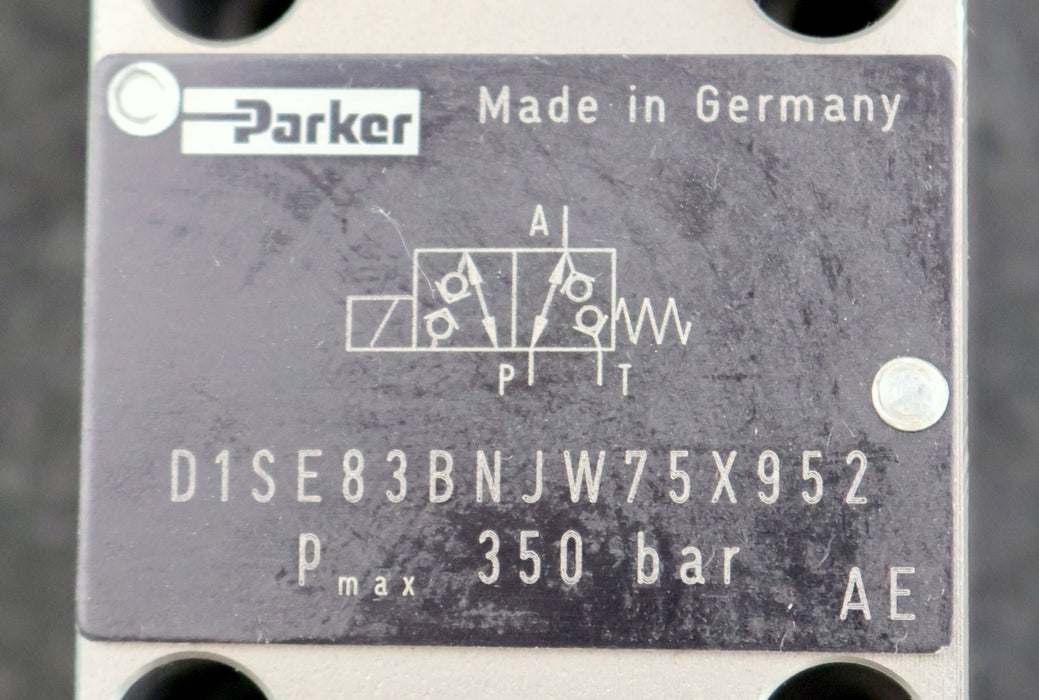 Parker Made in Germany
A
P T
D1SE83BNJW75X952
Pmax 350 bar
AE